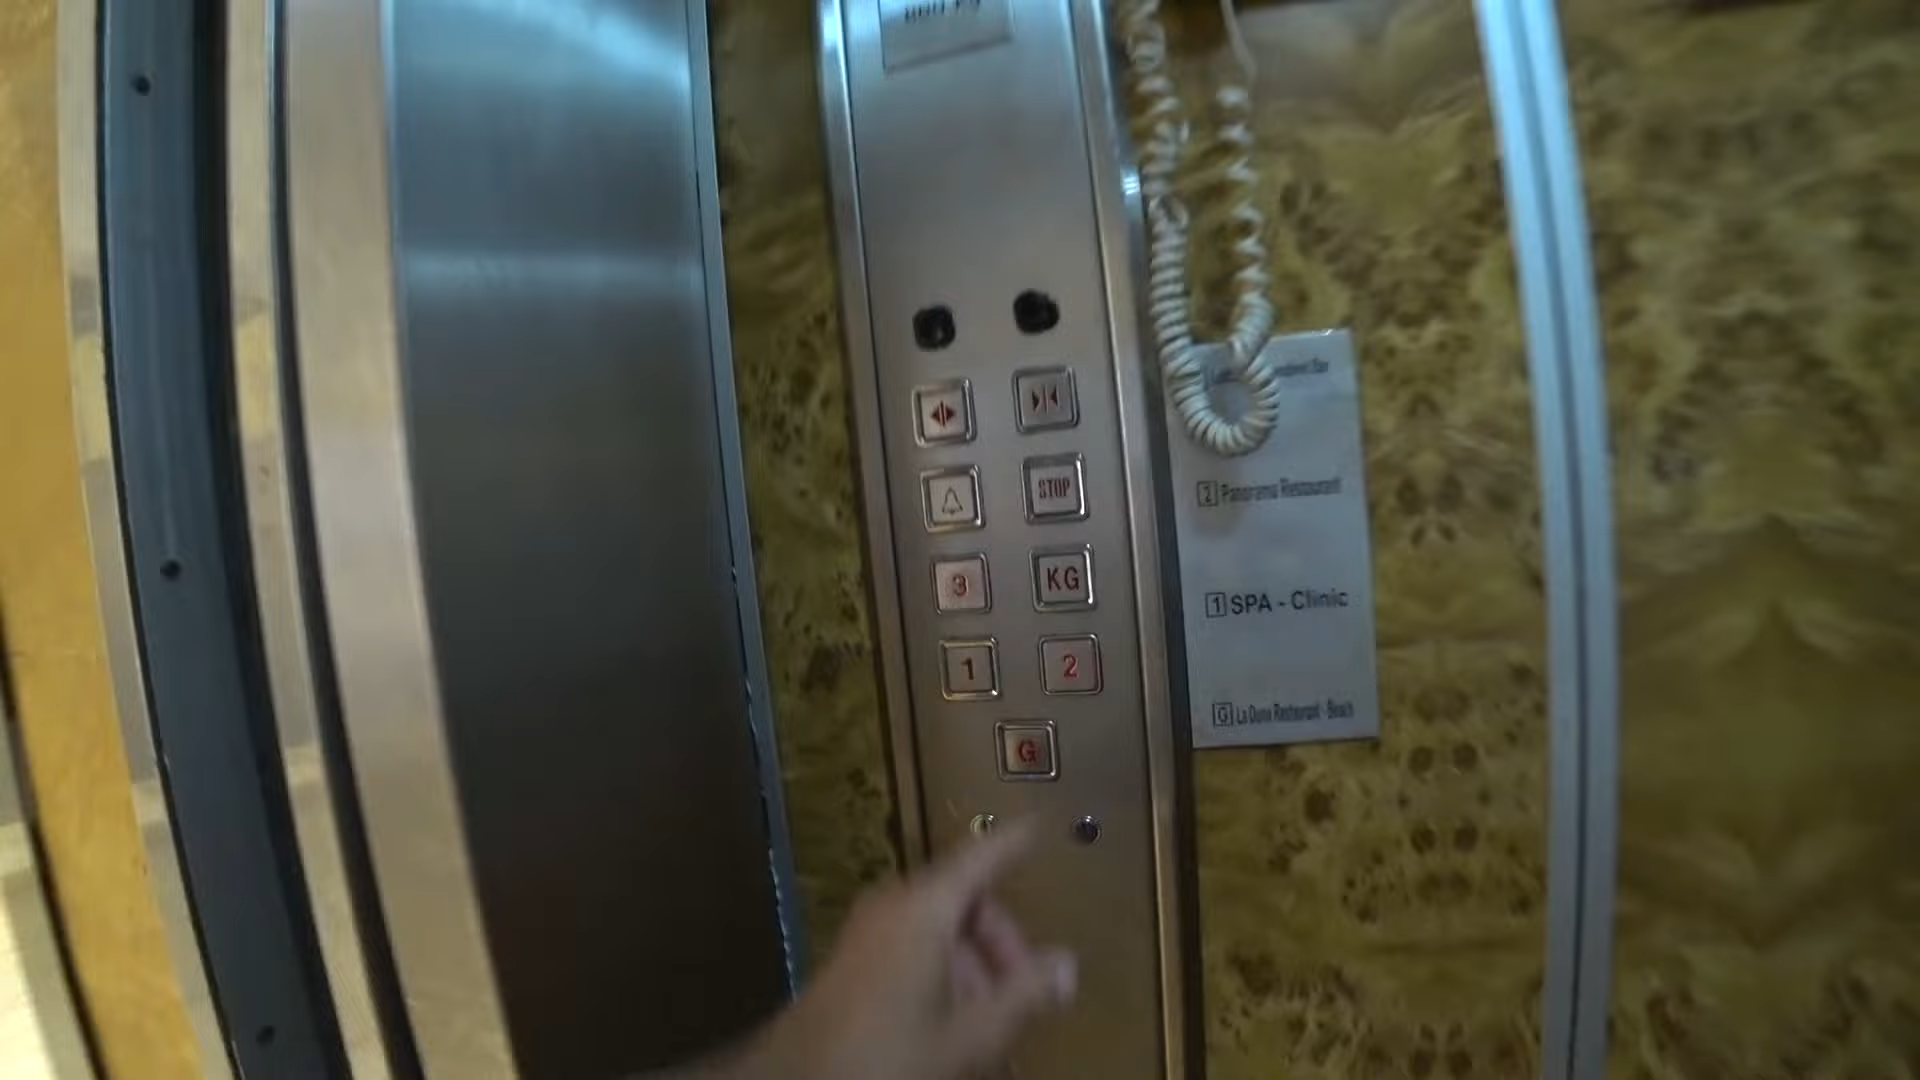 STOP
3 KG
1 2
G
2 Panorama Restaurant
1 SPA - Clinic
G La Duna Restaurant - Beach